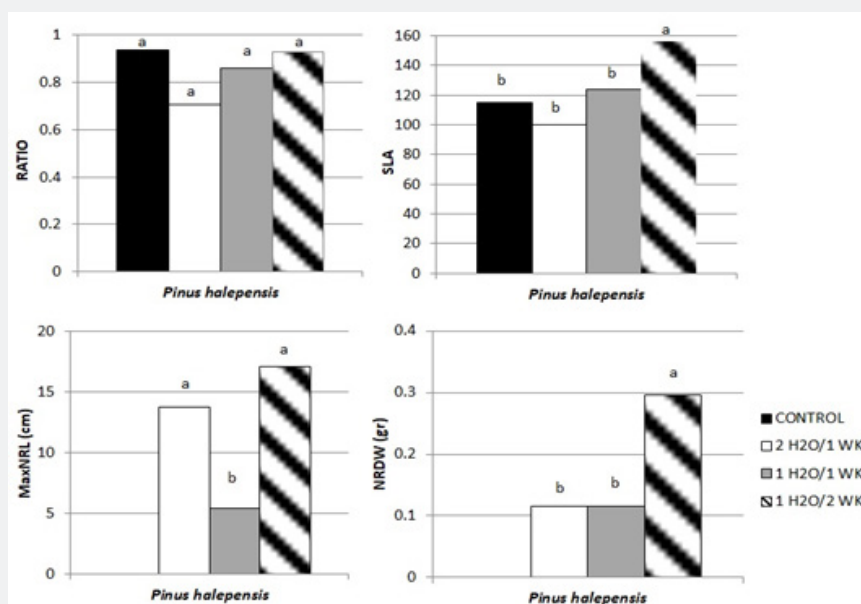 1
0.8
0.6
0.4
0.2
0
RATIO
a
a
a
a
Pinus halepensis
160
140
120
100
80
60
40
20
0
SLA
b
b
b
a
Pinus halepensis
20
15
10
5
0
MaxNRL (cm)
a
b
a
Pinus halepensis
0.4
0.3
0.2
0.1
0
NRDW (gr)
b
b
a
Pinus halepensis
CONTROL
2 H2O/1 WK
1 H2O/1 WK
1 H2O/2 WK